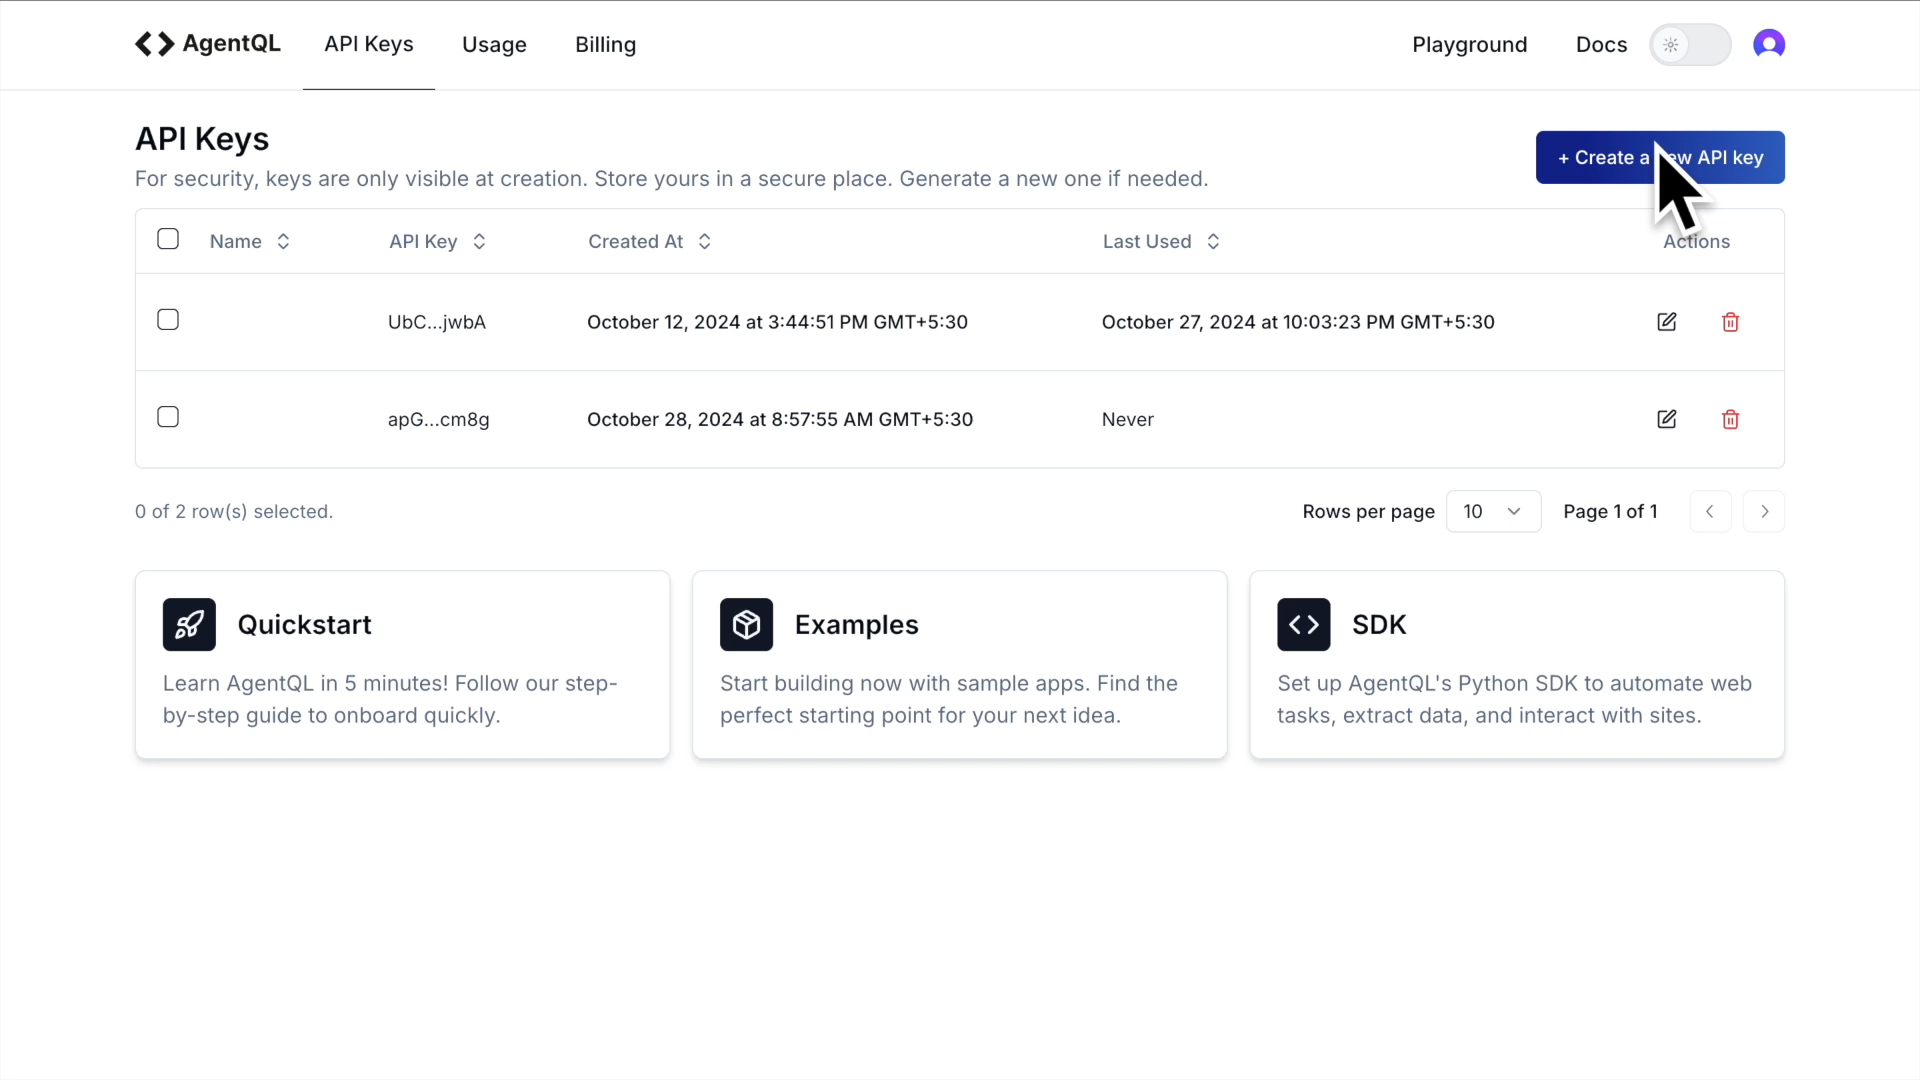 AgentQL
API Keys
Usage
Billing
Playground
Docs
API Keys
For security, keys are only visible at creation. Store yours in a secure place. Generate a new one if needed.
+ Create a new API key
Name
API Key
Created At
Last Used
Actions
UbC...jwbA
October 12, 2024 at 3:44:51 PM GMT+5:30
October 27, 2024 at 10:03:23 PM GMT+5:30
apG...cm8g
October 28, 2024 at 8:57:55 AM GMT+5:30
Never
0 of 2 row(s) selected.
Rows per page
10
Page 1 of 1
Quickstart
Learn AgentQL in 5 minutes! Follow our step-
by-step guide to onboard quickly.
Examples
Start building now with sample apps. Find the
perfect starting point for your next idea.
SDK
Set up AgentQL's Python SDK to automate web
tasks, extract data, and interact with sites.